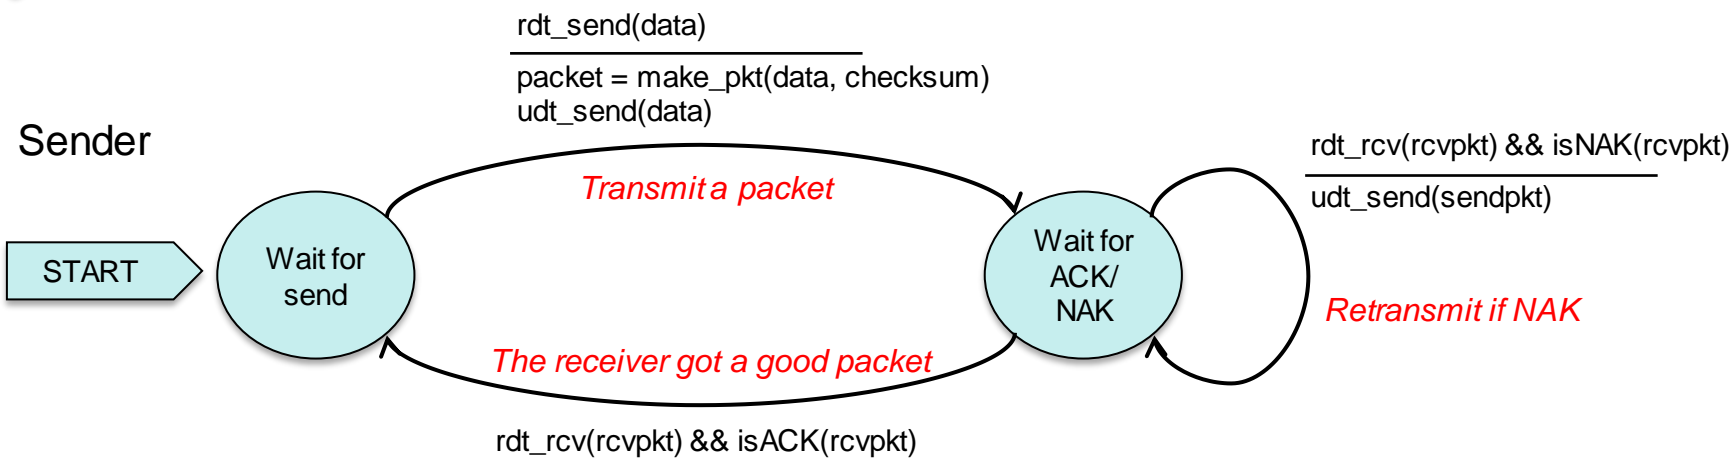 rdt_send(data)
packet = make_pkt(data, checksum)
udt_send(data)
Sender
rdt_rcv(rcvpkt) && isNAK(rcvpkt)
udt_send(sendpkt)
Transmit a packet
START
Wait for
send
Wait for
ACK/
NAK
Retransmit if NAK
The receiver got a good packet
rdt_rcv(rcvpkt) && isACK(rcvpkt)